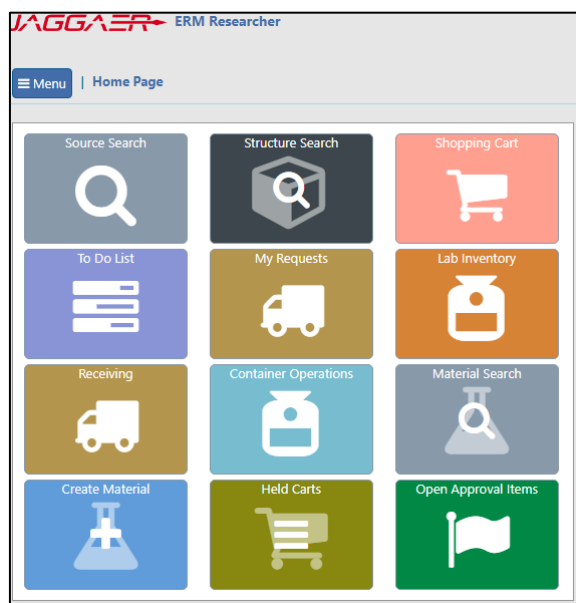 JAGGAER ERM Researcher
Menu | Home Page
Source Search
Structure Search
Shopping Cart
To Do List
My Requests
Lab Inventory
Receiving
Container Operations
Material Search
Create Material
Held Carts
Open Approval Items